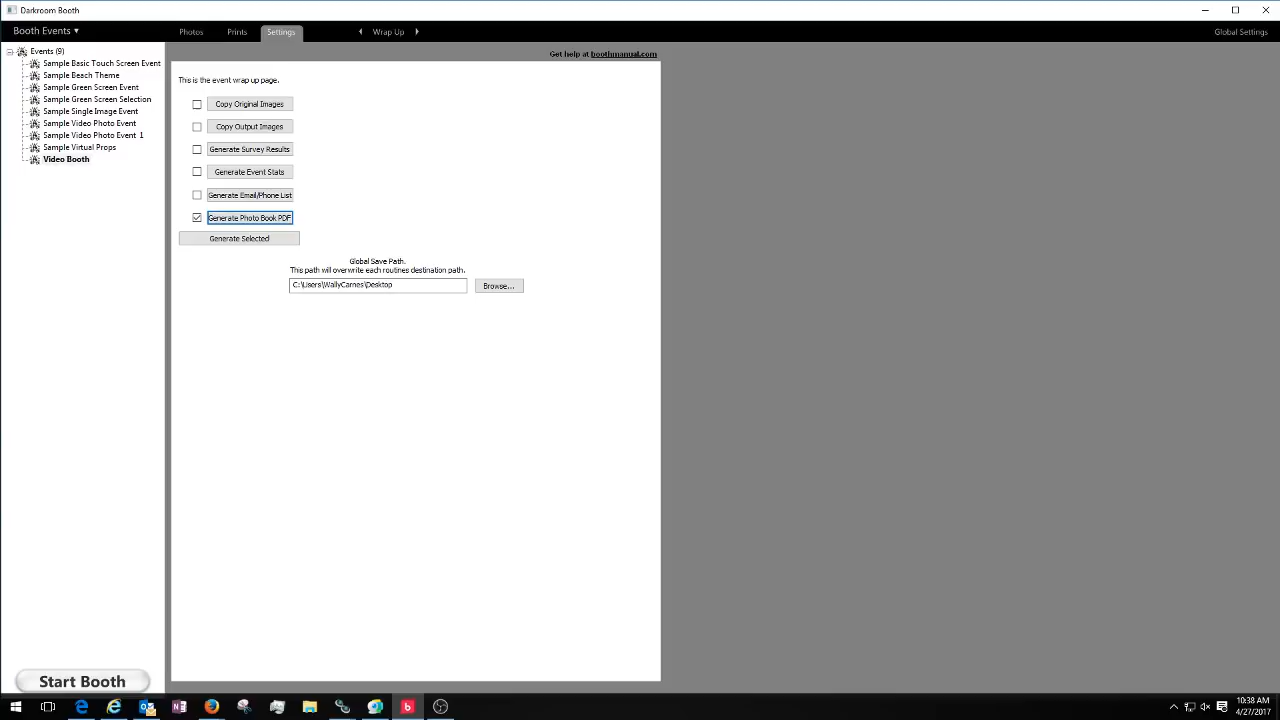 Darkroom Booth
Booth Events ▾
Photos
Prints
Settings
Wrap Up
Global Settings
Get help at boothmanual.com
Events (9)
Sample Basic Touch Screen Event
Sample Beach Theme
Sample Green Screen Event
Sample Green Screen Selection
Sample Single Image Event
Sample Video Photo Event
Sample Video Photo Event 1
Sample Virtual Props
Video Booth
This is the event wrap up page.
Copy Original Images
Copy Output Images
Generate Survey Results
Generate Event Stats
Generate Email/Phone List
Generate Photo Book PDF
Generate Selected
Global Save Path.
This path will overwrite each routines destination path.
C:\Users\WallyCarnes\Desktop
Browse...
Start Booth
10:38 AM
4/27/2017